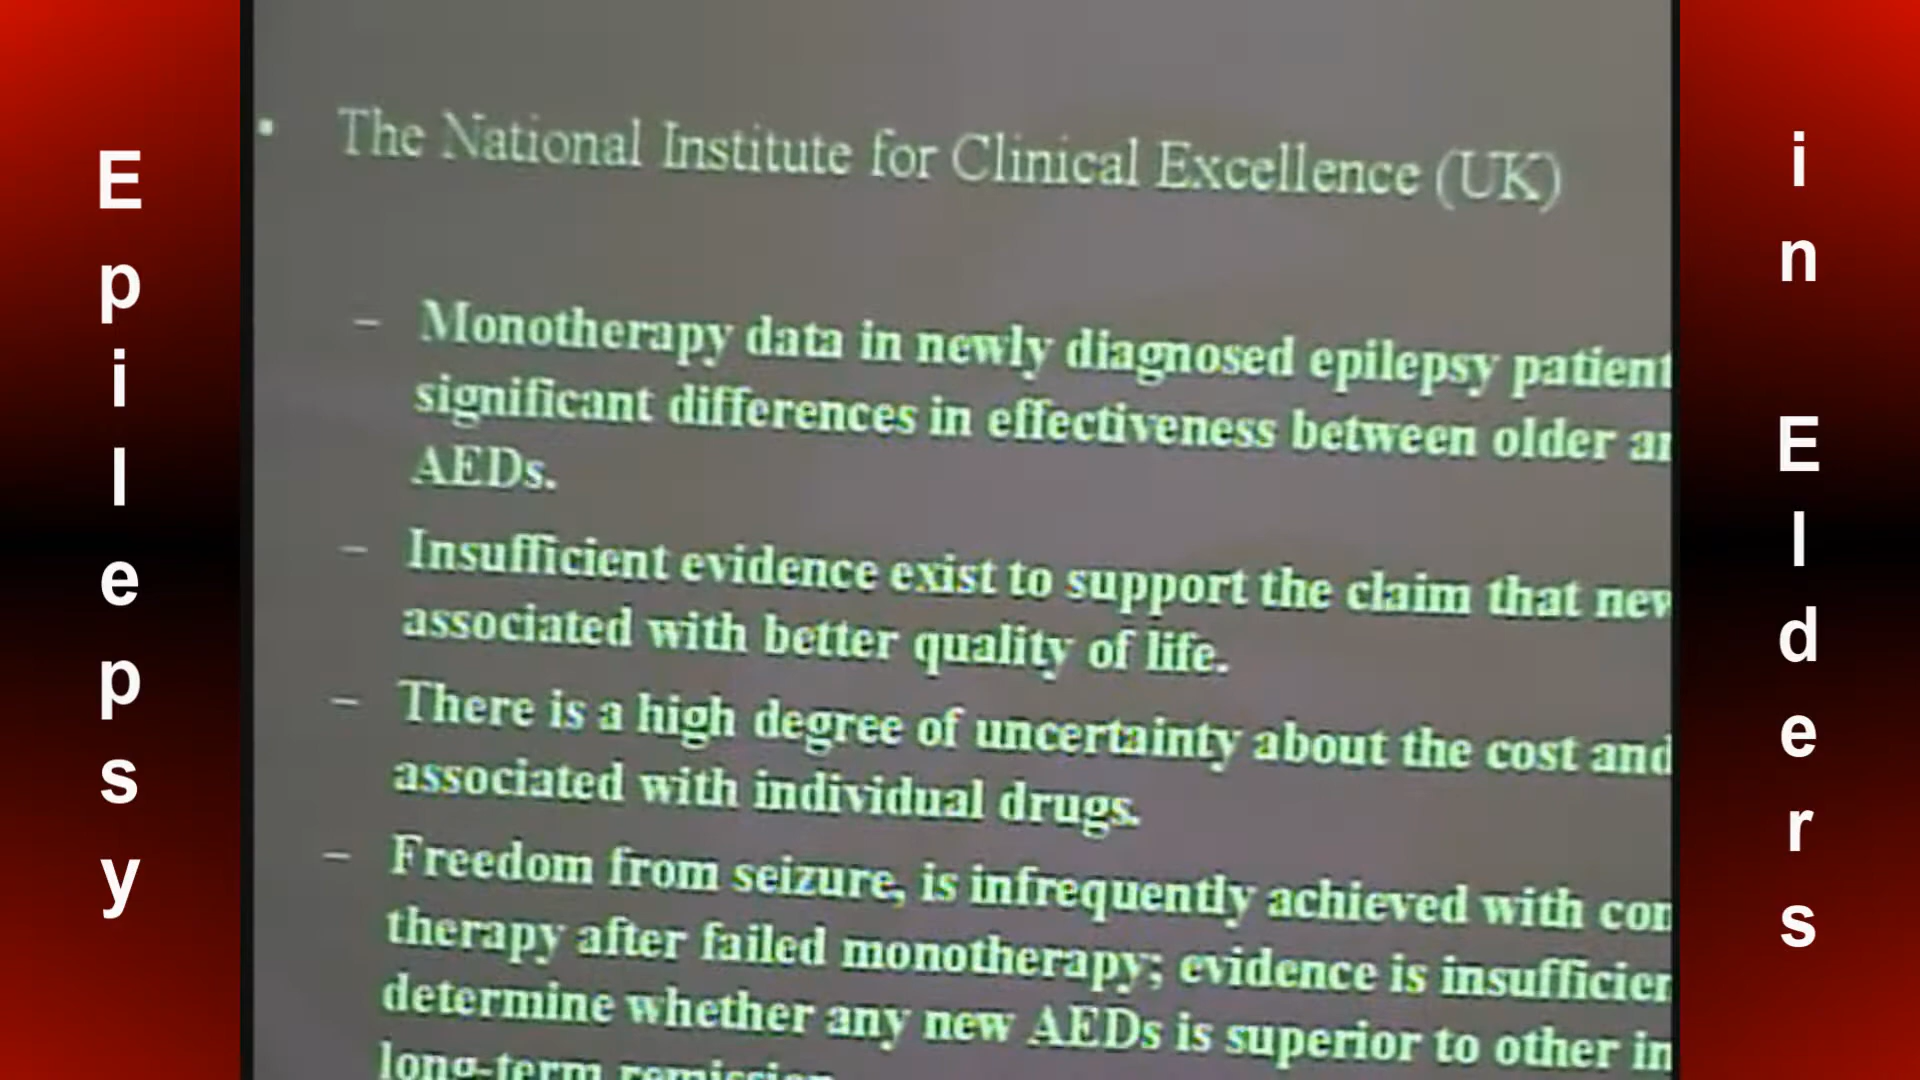 Epilepsy
The National Institute for Clinical Excellence (UK)
– Monotherapy data in newly diagnosed epilepsy patient
significant differences in effectiveness between older
AEDs.
– Insufficient evidence exist to support the claim that
associated with better quality of life.
– There is a high degree of uncertainty about the cost and
associated with individual drugs.
– Freedom from seizure, is infrequently achieved with
therapy after failed monotherapy; evidence is
determine whether any new AEDs is superior to other
long-term remission
in Elders